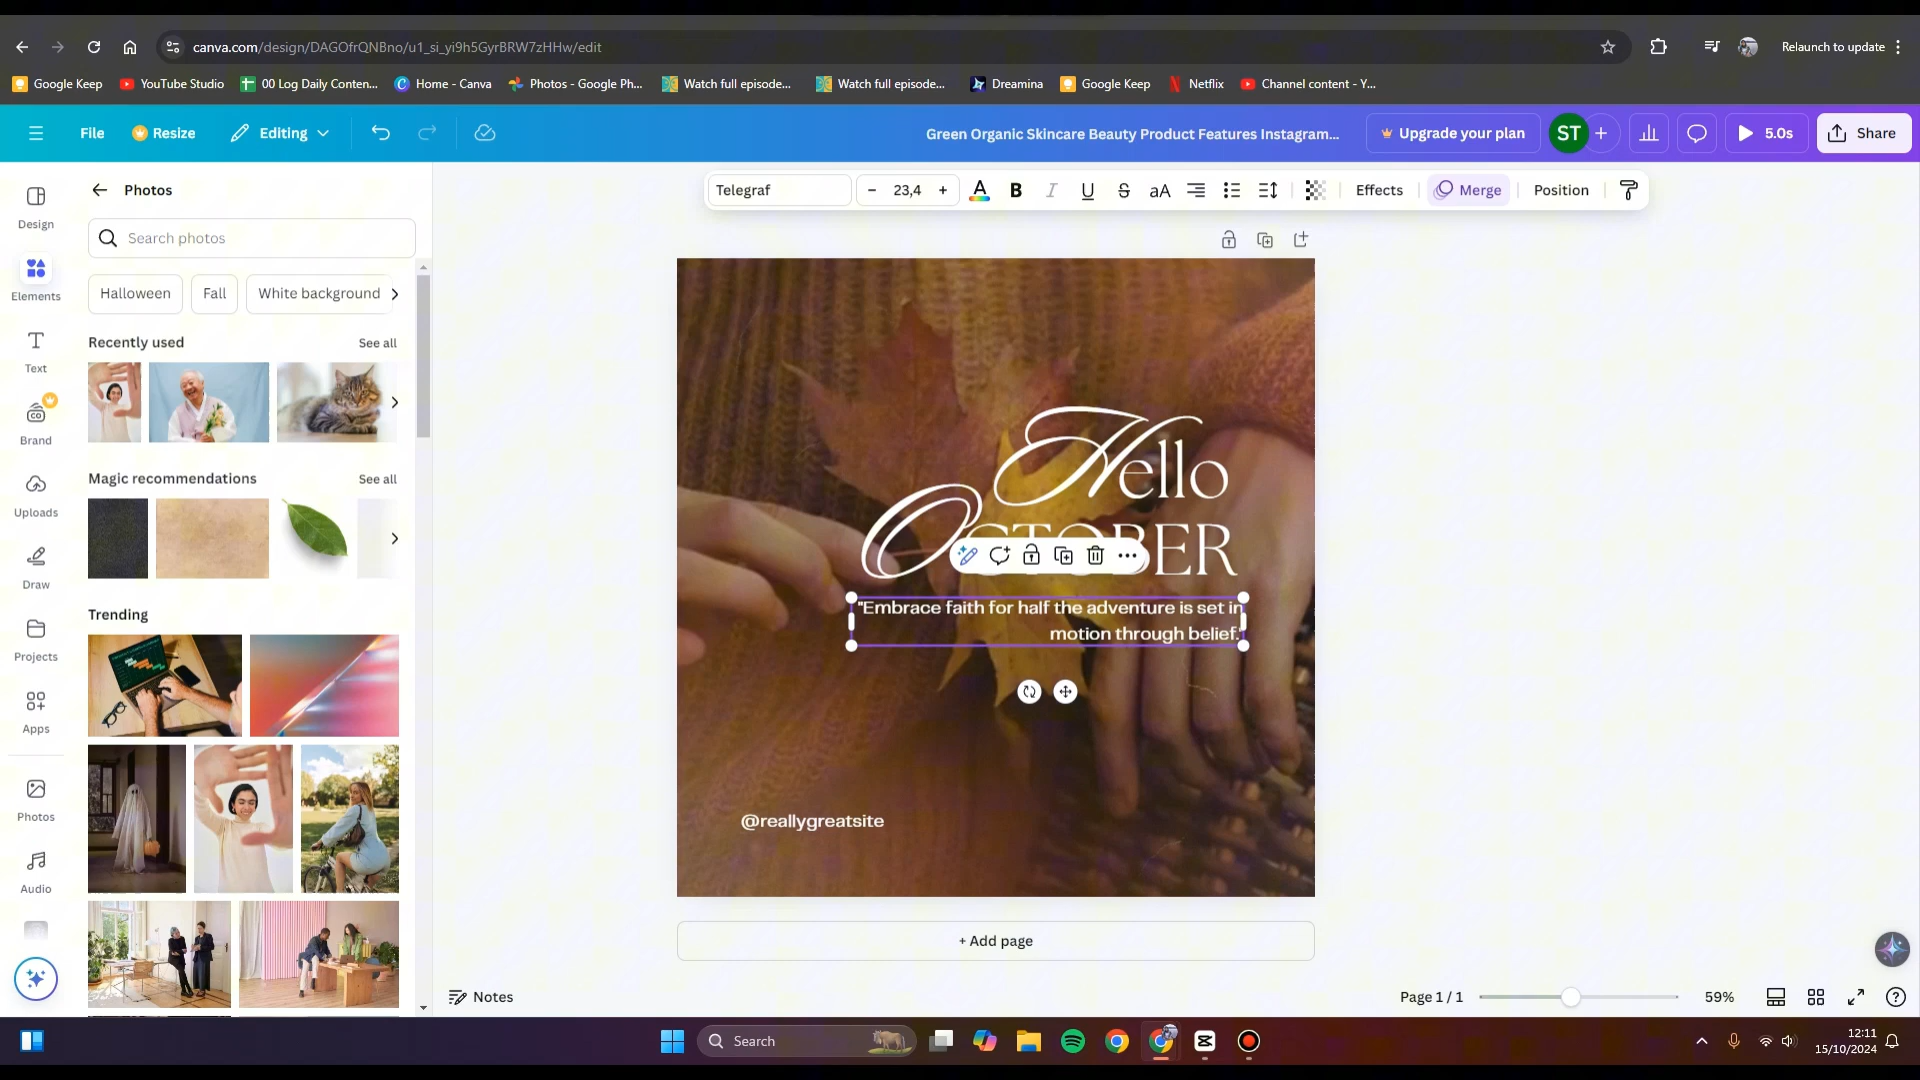 canva.com/design/DAGOfrQNBno/u1_si_yi9h5GyrBRW7zHHw/edit
Relaunch to update
Google Keep
YouTube Studio
00 Log Daily Conten...
Home - Canva
Photos - Google Ph...
Watch full episode...
Watch full episode...
Dreamina
Google Keep
Netflix
Channel content - Y...
File
Resize
Editing
Green Organic Skincare Beauty Product Features Instagram...
Upgrade your plan
ST
5.0s
Share
Design
Elements
Text
Brand
Uploads
Draw
Projects
Apps
Photos
Audio
Photos
Search photos
Halloween
Fall
White background
Recently used
See all
Magic recommendations
See all
Trending
Telegraf
23,4
A
B
I
U
S
aA
Effects
Merge
Position
Hello
OCTOBER
"Embrace faith for half the adventure is set in
motion through belief."
@reallygreatsite
+ Add page
Notes
Page 1 / 1
59%
Search
12:11
15/10/2024